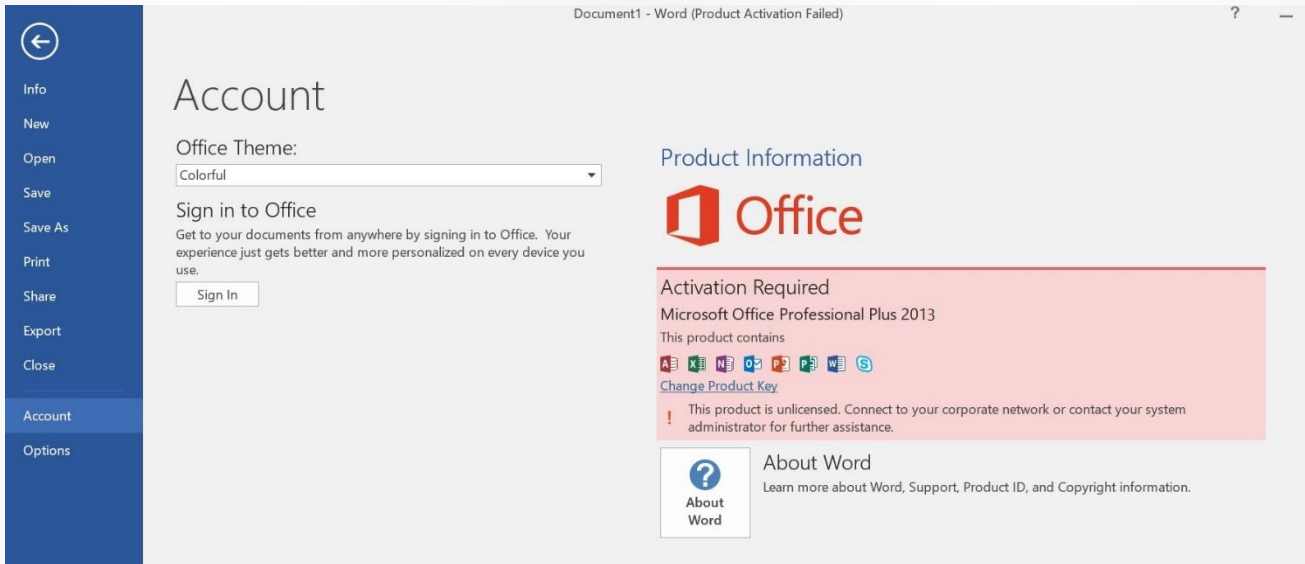 Document1 - Word (Product Activation Failed)
?
Info
New
Open
Save
Save As
Print
Share
Export
Close
Account
Options
Account
Office Theme:
Colorful
Sign in to Office
Get to your documents from anywhere by signing in to Office. Your
experience just gets better and more personalized on every device you
use.
Sign In
Product Information
Office
Activation Required
Microsoft Office Professional Plus 2013
This product contains
Change Product Key
! This product is unlicensed. Connect to your corporate network or contact your system
administrator for further assistance.
?
About
Word
About Word
Learn more about Word, Support, Product ID, and Copyright information.